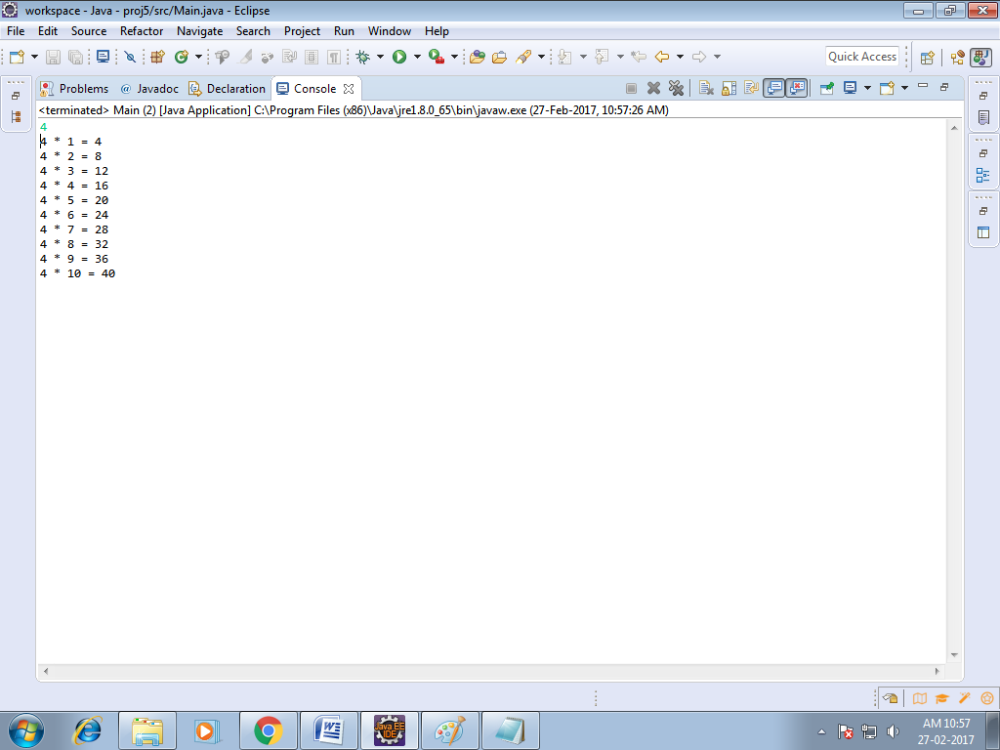 workspace - Java - proj5/src/Main.java - Eclipse
File Edit Source Refactor Navigate Search Project Run Window Help
Quick Access
Problems @ Javadoc Declaration Console
<terminated> Main (2) [Java Application] C:\Program Files (x86)\Java\jre1.8.0_65\bin\javaw.exe (27-Feb-2017, 10:57:26 AM)
4
4 * 1 = 4
4 * 2 = 8
4 * 3 = 12
4 * 4 = 16
4 * 5 = 20
4 * 6 = 24
4 * 7 = 28
4 * 8 = 32
4 * 9 = 36
4 * 10 = 40
Java EE
IDE
AM 10:57
27-02-2017